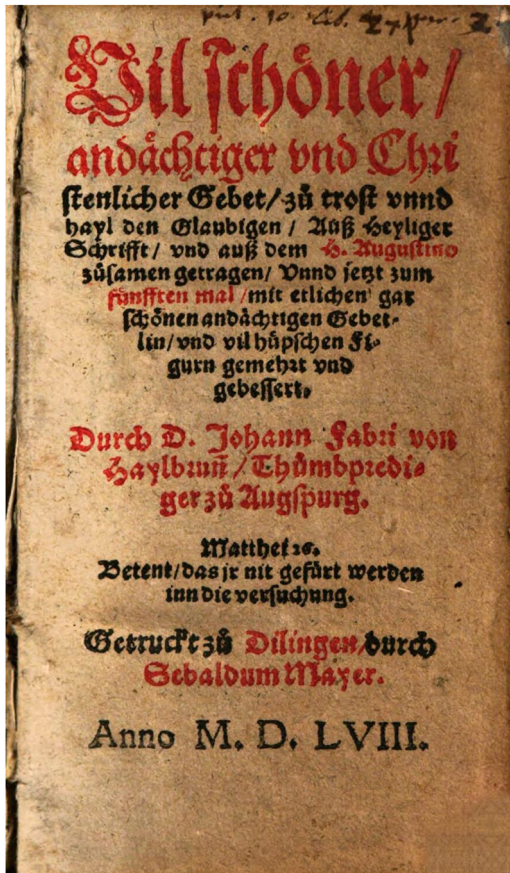 Vil schöner/
andächtiger vnd Chri
stenlicher Gebet/ zů trost vnnd
hayl den Glaubigen / Auß Heyliger
Schrifft/ vnd auß dem H. Augustino
zůsamen getragen/ Vnnd jetzt zum
fünfften mal/ mit etlichen gar
schönen andächtigen Gebet-
lin/ vnd vil hüpschen Fi-
gurn gemehrt vnd
gebessert.
Durch D. Johann Fabri von
Haylbruñ/ Thůmbpredi-
ger zů Augspurg.
Matthei 26.
Betent/ das jr nit gefürt werden
inn die versuchung.
Getruckt zů Dilingen/ durch
Sebaldum Mayer.
Anno M. D. LVIII.